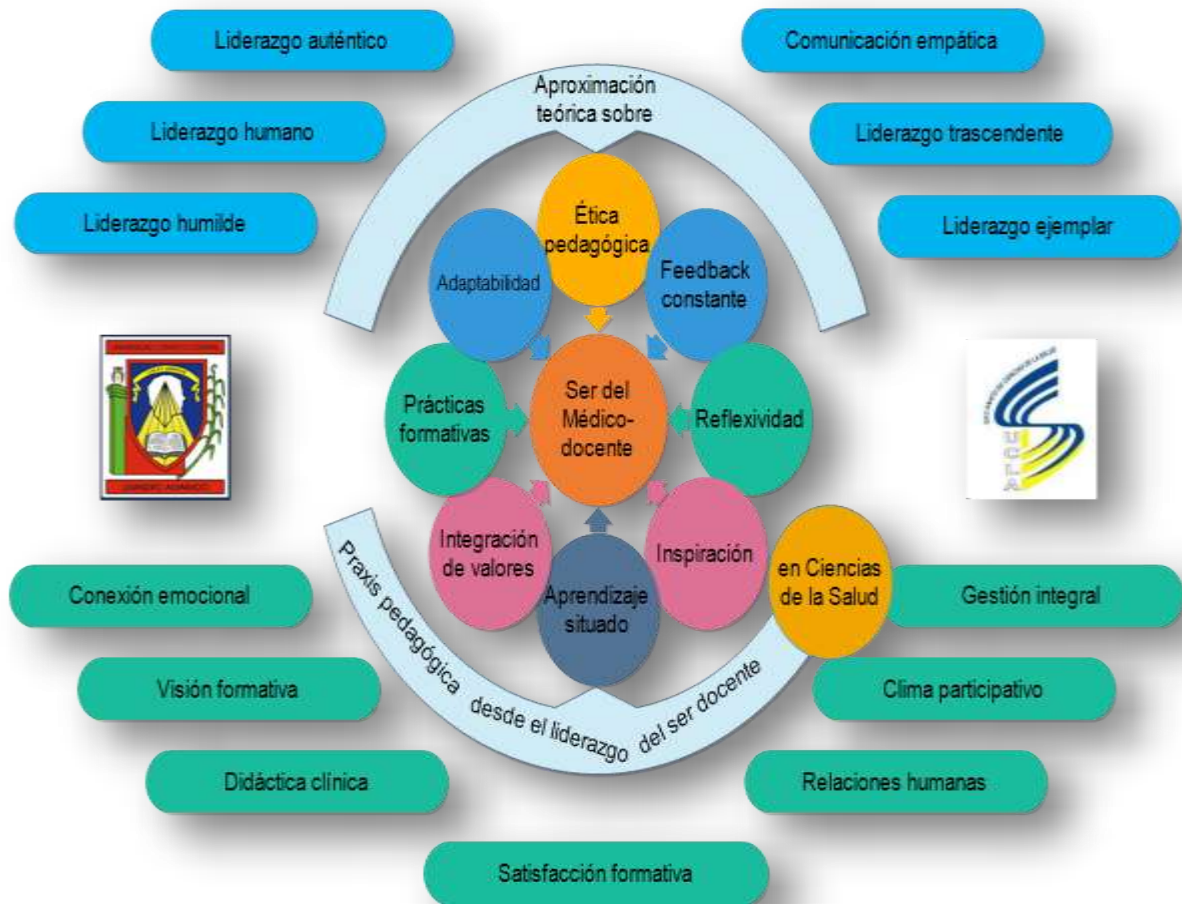 Liderazgo auténtico
Comunicación empática
Aproximación
teórica sobre
Liderazgo humano
Liderazgo trascendente
Liderazgo humilde
Liderazgo ejemplar
Ética
pedagógica
Adaptabilidad
Feedback
constante
Prácticas
formativas
Ser del
Médico-
docente
Reflexividad
Integración
de valores
Inspiración
Aprendizaje
situado
en Ciencias
de la Salud
Praxis pedagógica desde el liderazgo del ser docente
Conexión emocional
Gestión integral
Visión formativa
Clima participativo
Didáctica clínica
Relaciones humanas
Satisfacción formativa
UCLA